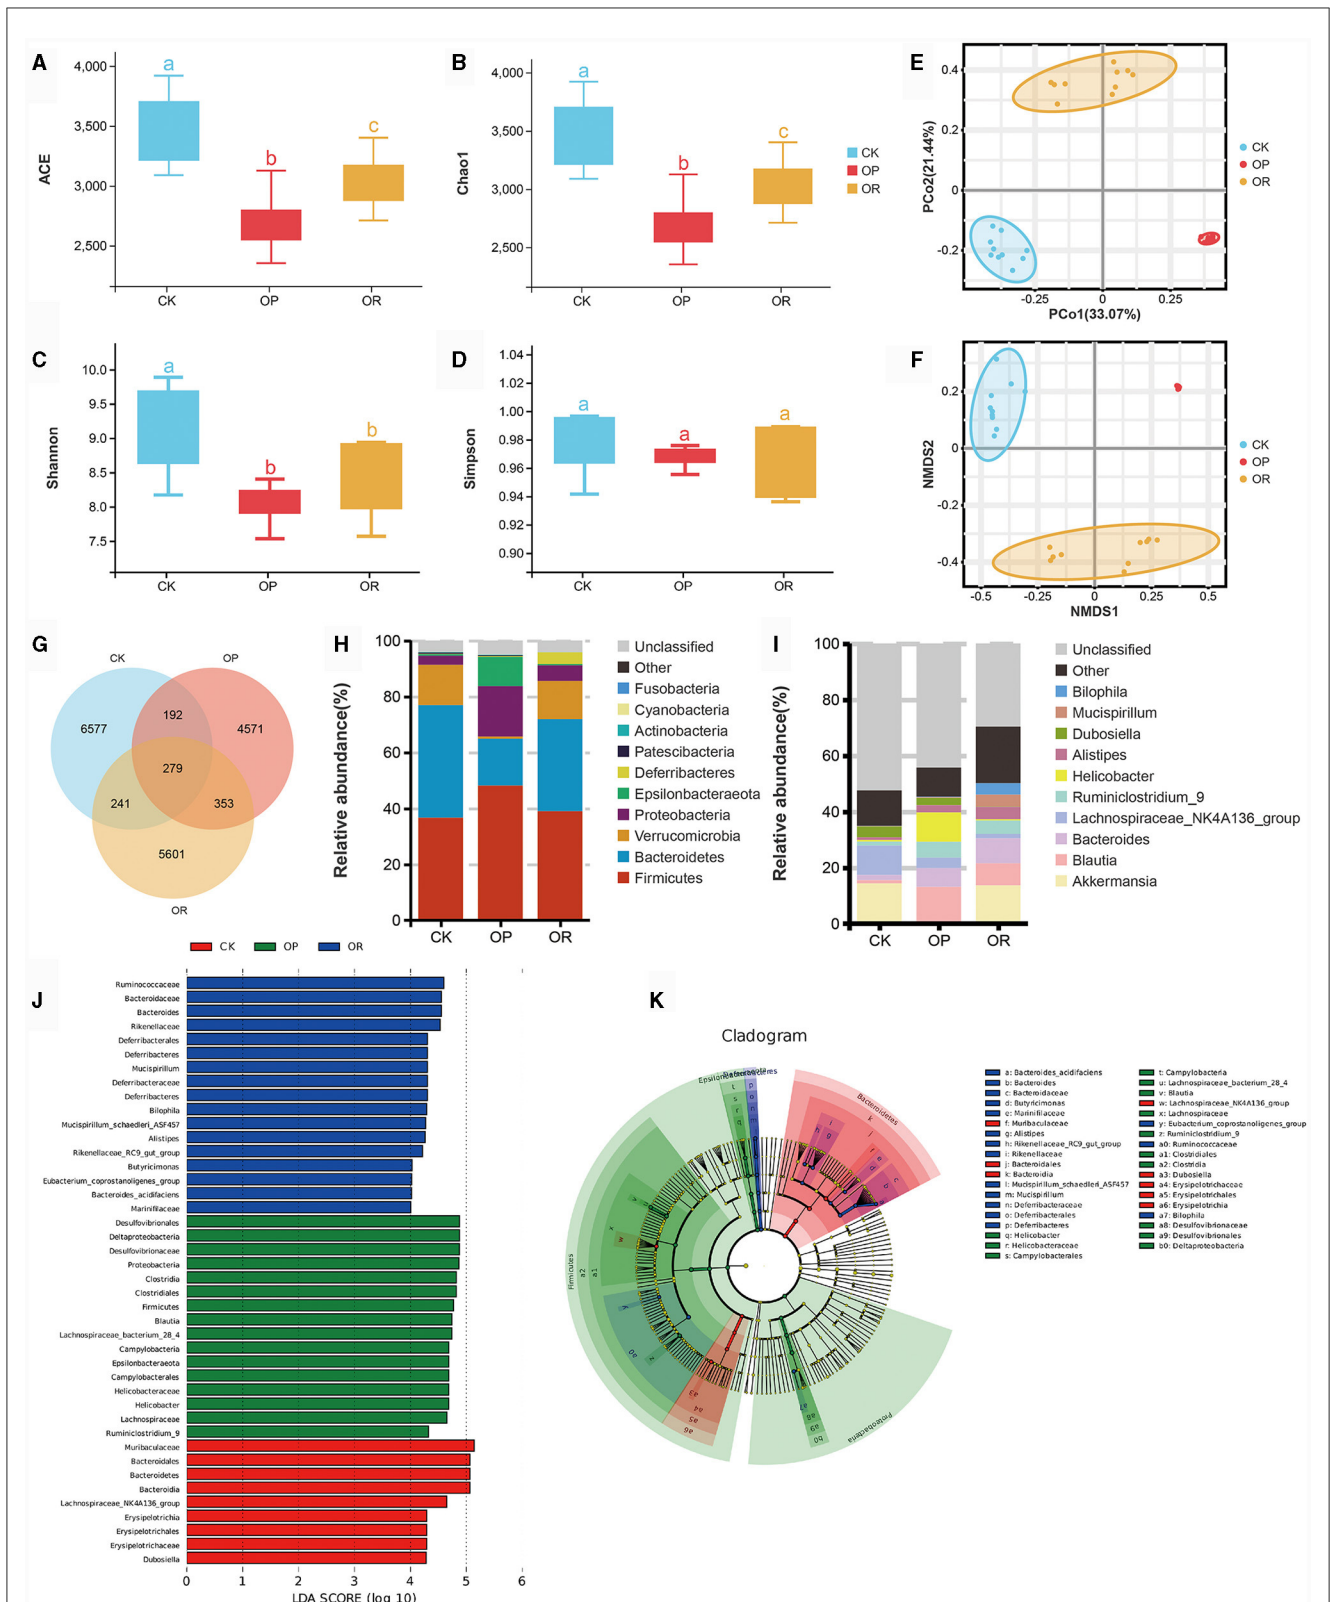 A
4,000
3,500
3,000
2,500
ACE
a
b
c
CK
OP
OR
B
4,000
3,500
3,000
2,500
Chao1
a
b
c
CK
OP
OR
CK
OP
OR
E
0.4
0.2
0
-0.2
PCo2(21.44%)
-0.25
0
0.25
PCo1(33.07%)
CK
OP
OR
C
10.0
9.5
9.0
8.5
8.0
7.5
Shannon
a
b
b
CK
OP
OR
D
1.04
1.02
1.00
0.98
0.96
0.94
0.92
0.90
Simpson
a
a
a
CK
OP
OR
F
0.2
0
-0.2
-0.4
NMDS2
-0.5
-0.25
0
0.25
0.5
NMDS1
CK
OP
OR
G
CK
OP
6577
192
4571
279
241
353
5601
OR
H
100
80
60
40
20
0
Relative abundance(%)
CK
OP
OR
Unclassified
Other
Fusobacteria
Cyanobacteria
Actinobacteria
Patescibacteria
Deferribacteres
Epsilonbacteraeota
Proteobacteria
Verrucomicrobia
Bacteroidetes
Firmicutes
I
100
80
60
40
20
0
Relative abundance(%)
CK
OP
OR
Unclassified
Other
Bilophila
Mucispirillum
Dubosiella
Alistipes
Helicobacter
Ruminiclostridium_9
Lachnospiraceae_NK4A136_group
Bacteroides
Blautia
Akkermansia
J
CK
OP
OR
Ruminococcaceae
Bacteroidaceae
Bacteroides
Rikenellaceae
Deferribacterales
Deferribacteres
Mucispirillum
Deferribacteraceae
Deferribacteres
Bilophila
Mucispirillum_schaedleri_ASF457
Alistipes
Rikenellaceae_RC9_gut_group
Butyricimonas
Eubacterium_coprostanoligenes_group
Bacteroides_acidifaciens
Marinifilaceae
Desulfovibrionales
Deltaproteobacteria
Desulfovibrionaceae
Proteobacteria
Clostridia
Clostridiales
Firmicutes
Blautia
Lachnospiraceae_bacterium_28_4
Campylobacteria
Epsilonbacteraeota
Campylobacterales
Helicobacteraceae
Helicobacter
Lachnospiraceae
Ruminiclostridium_9
Muribaculaceae
Bacteroidales
Bacteroidetes
Bacteroidia
Lachnospiraceae_NK4A136_group
Erysipelotrichia
Erysipelotrichales
Erysipelotrichaceae
Dubosiella
0
1
2
3
4
5
6
LDA SCORE (log 10)
K
Cladogram
Bacteroidetes
Firmicutes
Proteobacteria
a2
a1
w
x
a0
z
a3
a4
a5
a6
a7
a8
a9
b0
t
s
r
q
p
o
n
a: Bacteroides_acidifaciens
b: Bacteroides
c: Bacteroidaceae
d: Butyricimonas
e: Marinifilaceae
f: Muribaculaceae
g: Alistipes
h: Rikenellaceae_RC9_gut_group
i: Rikenellaceae
j: Bacteroidales
k: Bacteroidia
l: Mucispirillum_schaedleri_ASF457
m: Mucispirillum
n: Deferribacteraceae
o: Deferribacterales
p: Deferribacteres
q: Helicobacter
r: Helicobacteraceae
s: Campylobacterales
t: Campylobacteria
u: Lachnospiraceae_bacterium_28_4
v: Blautia
w: Lachnospiraceae_NK4A136_group
x: Lachnospiraceae
y: Eubacterium_coprostanoligenes_group
z: Ruminiclostridium_9
a0: Ruminococcaceae
a1: Clostridiales
a2: Clostridia
a3: Dubosiella
a4: Erysipelotrichaceae
a5: Erysipelotrichales
a6: Erysipelotrichia
a7: Bilophila
a8: Desulfovibrionaceae
a9: Desulfovibrionales
b0: Deltaproteobacteria